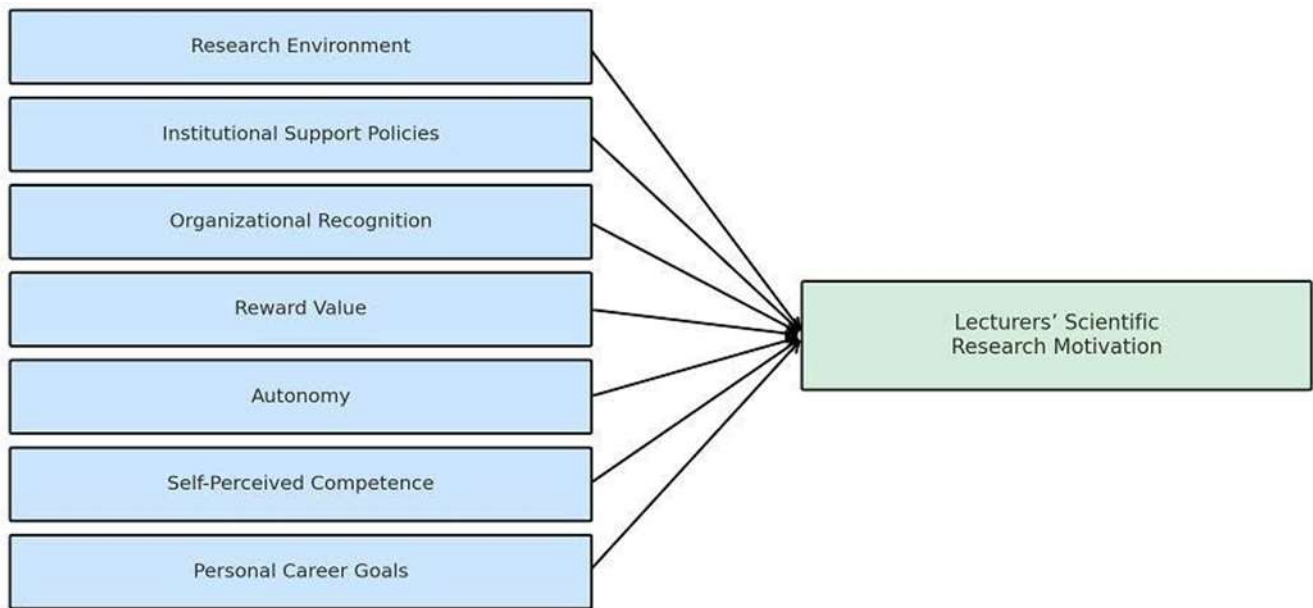 Research Environment
Institutional Support Policies
Organizational Recognition
Reward Value
Autonomy
Self-Perceived Competence
Personal Career Goals
Lecturers’ Scientific
Research Motivation